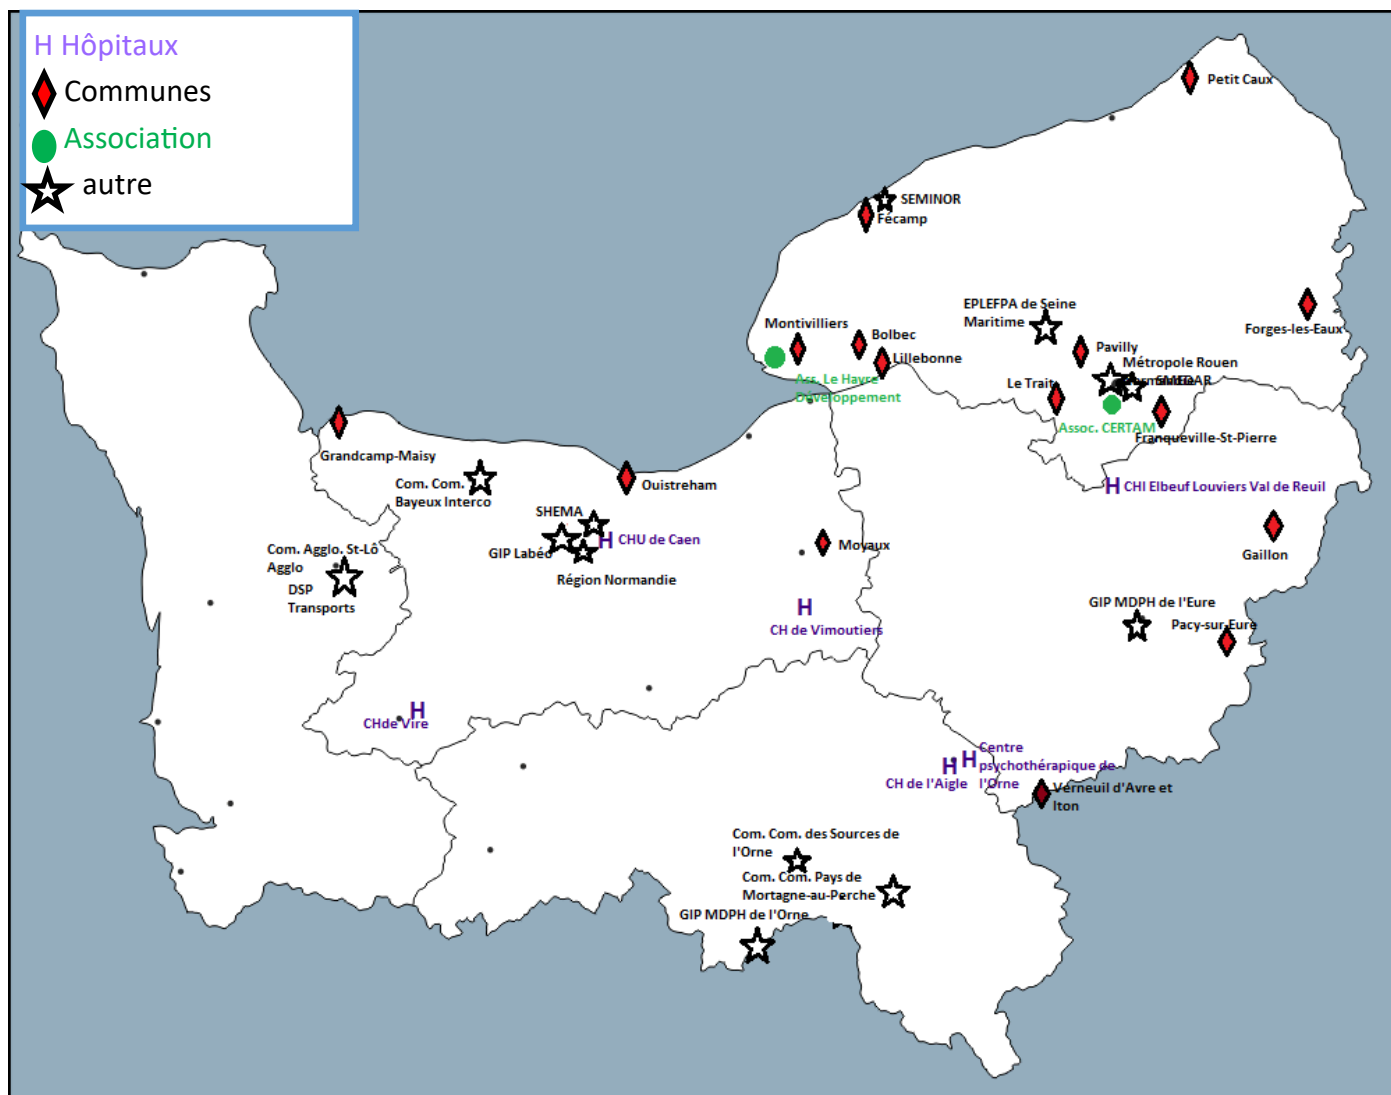 H Hôpitaux
Communes
Association
autre
Petit Caux
SEMINOR
Fécamp
EPLEFPA de Seine
Maritime
Forges-les-Eaux
Montivilliers
Bolbec
Lillebonne
Pavilly
Métropole Rouen
SMEDAR
Ass. Le Havre
Développement
Le Trait
Assoc. CERTAM
Franqueville-St-Pierre
Grandcamp-Maisy
Com. Com.
Bayeux Interco
Ouistreham
H CHI Elbeuf Louviers Val de Reuil
SHEMA
H CHU de Caen
GIP Labéo
Région Normandie
Moyaux
Gaillon
Com. Agglo. St-Lô
Agglo
DSP
Transports
H
CH de Vimoutiers
GIP MDPH de l'Eure
Pacy-sur-Eure
H
CHde Vire
H
H
Centre
psychothérapique de
l'Orne
CH de l'Aigle
Verneuil d'Avre et
Iton
Com. Com. des Sources de
l'Orne
Com. Com. Pays de
Mortagne-au-Perche
GIP MDPH de l'Orne